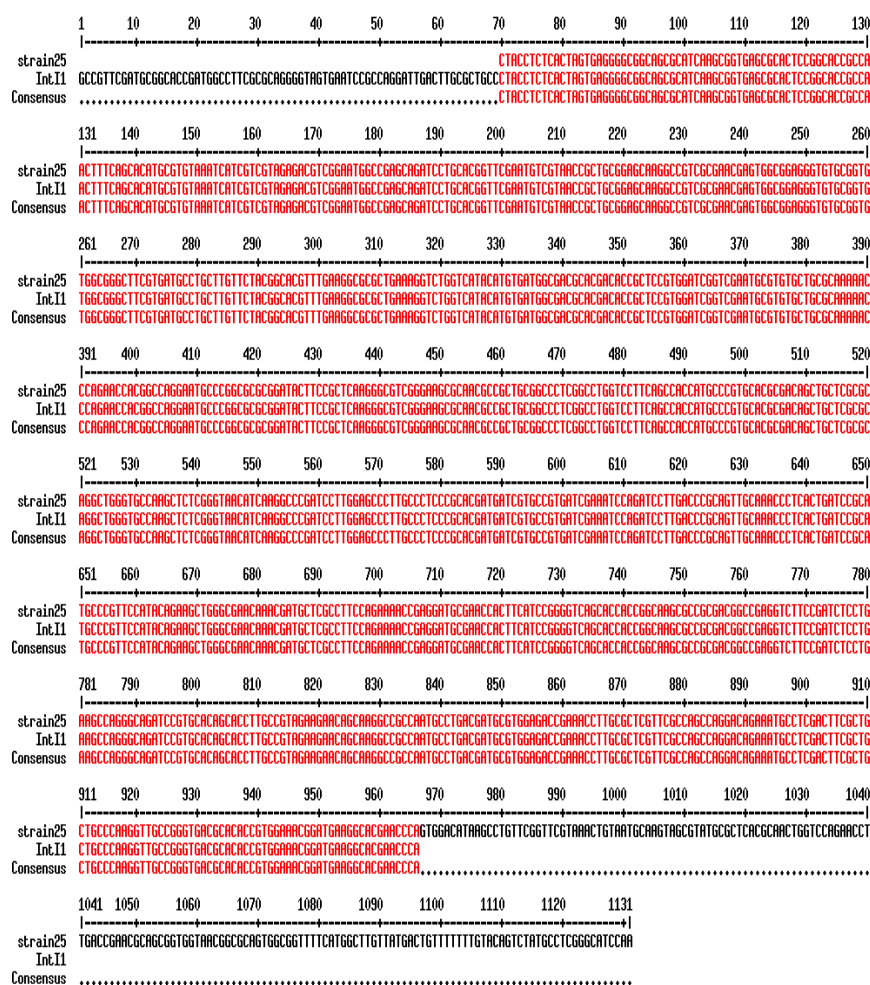 1 10 20 30 40 50 60 70 80 90 100 110 120 130
|--------+---------+---------+---------+---------+---------+---------+---------+---------+---------+---------+---------+---------|
strain25 CTACCTCTCACTAGTGAGGGGCGGCAGCGCATCAAGCGGTGAGCGCACTCCGGCACCGCCA
IntI1 GCCGTTCGATGCGGCACCGATGGCCTTCGCGCAGGGGTAGTGAATCCGCCAGGATTGACTTGCGCTGCCCTACCTCTCACTAGTGAGGGGCGGCAGCGCATCAAGCGGTGAGCGCACTCCGGCACCGCCA
Consensus .....................................................................CTACCTCTCACTAGTGAGGGGCGGCAGCGCATCAAGCGGTGAGCGCACTCCGGCACCGCCA
131 140 150 160 170 180 190 200 210 220 230 240 250 260
|--------+---------+---------+---------+---------+---------+---------+---------+---------+---------+---------+---------+---------|
strain25 ACTTTCAGCACATGCGTGTAAATCATCGTCGTAGAGACGTCGGAATGGCCGAGCAGATCCTGCACGGTTCGAATGTCGTAACCGCTGCGGAGCAAGGCCGTCGCGAACGAGTGGCGGAGGGTGTGCGGTG
IntI1 ACTTTCAGCACATGCGTGTAAATCATCGTCGTAGAGACGTCGGAATGGCCGAGCAGATCCTGCACGGTTCGAATGTCGTAACCGCTGCGGAGCAAGGCCGTCGCGAACGAGTGGCGGAGGGTGTGCGGTG
Consensus ACTTTCAGCACATGCGTGTAAATCATCGTCGTAGAGACGTCGGAATGGCCGAGCAGATCCTGCACGGTTCGAATGTCGTAACCGCTGCGGAGCAAGGCCGTCGCGAACGAGTGGCGGAGGGTGTGCGGTG
261 270 280 290 300 310 320 330 340 350 360 370 380 390
|--------+---------+---------+---------+---------+---------+---------+---------+---------+---------+---------+---------+---------|
strain25 TGGCGGGCTTCGTGATGCCTGCTTGTTCTACGGCACGTTTGAAGGCGCGCTGAAAGGTCTGGTCATACATGTGATGGCGACGCACGACACCGCTCCGTGGATCGGTCGAATGCGTGTGCTGCGCAAAAAC
IntI1 TGGCGGGCTTCGTGATGCCTGCTTGTTCTACGGCACGTTTGAAGGCGCGCTGAAAGGTCTGGTCATACATGTGATGGCGACGCACGACACCGCTCCGTGGATCGGTCGAATGCGTGTGCTGCGCAAAAAC
Consensus TGGCGGGCTTCGTGATGCCTGCTTGTTCTACGGCACGTTTGAAGGCGCGCTGAAAGGTCTGGTCATACATGTGATGGCGACGCACGACACCGCTCCGTGGATCGGTCGAATGCGTGTGCTGCGCAAAAAC
391 400 410 420 430 440 450 460 470 480 490 500 510 520
|--------+---------+---------+---------+---------+---------+---------+---------+---------+---------+---------+---------+---------|
strain25 CCAGAACCACGGCCAGGAATGCCCGGCGCGCGGATACTTCCGCTCAAGGGCGTCGGGAAGCGCAACGCCGCTGCGGCCCTCGGCCTGGTCCTTCAGCCACCATGCCCGTGCACGCGACAGCTGCTCGCGC
IntI1 CCAGAACCACGGCCAGGAATGCCCGGCGCGCGGATACTTCCGCTCAAGGGCGTCGGGAAGCGCAACGCCGCTGCGGCCCTCGGCCTGGTCCTTCAGCCACCATGCCCGTGCACGCGACAGCTGCTCGCGC
Consensus CCAGAACCACGGCCAGGAATGCCCGGCGCGCGGATACTTCCGCTCAAGGGCGTCGGGAAGCGCAACGCCGCTGCGGCCCTCGGCCTGGTCCTTCAGCCACCATGCCCGTGCACGCGACAGCTGCTCGCGC
521 530 540 550 560 570 580 590 600 610 620 630 640 650
|--------+---------+---------+---------+---------+---------+---------+---------+---------+---------+---------+---------+---------|
strain25 AGGCTGGGTGCCAAGCTCTCGGGTAACATCAAGGCCCGATCCTTGGAGCCCTTGCCCTCCCGCACGATGATCGTGCCGTGATCGAAATCCAGATCCTTGACCCGCAGTTGCAAACCCTCACTGATCCGCA
IntI1 AGGCTGGGTGCCAAGCTCTCGGGTAACATCAAGGCCCGATCCTTGGAGCCCTTGCCCTCCCGCACGATGATCGTGCCGTGATCGAAATCCAGATCCTTGACCCGCAGTTGCAAACCCTCACTGATCCGCA
Consensus AGGCTGGGTGCCAAGCTCTCGGGTAACATCAAGGCCCGATCCTTGGAGCCCTTGCCCTCCCGCACGATGATCGTGCCGTGATCGAAATCCAGATCCTTGACCCGCAGTTGCAAACCCTCACTGATCCGCA
651 660 670 680 690 700 710 720 730 740 750 760 770 780
|--------+---------+---------+---------+---------+---------+---------+---------+---------+---------+---------+---------+---------|
strain25 TGCCCGTTCCATACAGAAGCTGGGCGAACAAACGATGCTCGCCTTCCAGAAAACCGAGGATGCGAACCACTTCATCCGGGGTCAGCACCACCGGCAAGCGCCGCGACGGCCGAGGTCTTCCGATCTCCTG
IntI1 TGCCCGTTCCATACAGAAGCTGGGCGAACAAACGATGCTCGCCTTCCAGAAAACCGAGGATGCGAACCACTTCATCCGGGGTCAGCACCACCGGCAAGCGCCGCGACGGCCGAGGTCTTCCGATCTCCTG
Consensus TGCCCGTTCCATACAGAAGCTGGGCGAACAAACGATGCTCGCCTTCCAGAAAACCGAGGATGCGAACCACTTCATCCGGGGTCAGCACCACCGGCAAGCGCCGCGACGGCCGAGGTCTTCCGATCTCCTG
781 790 800 810 820 830 840 850 860 870 880 890 900 910
|--------+---------+---------+---------+---------+---------+---------+---------+---------+---------+---------+---------+---------|
strain25 AAGCCAGGGCAGATCCGTGCACAGCACCTTGCCGTAGAAGAACAGCAAGGCCGCCAATGCCTGACGATGCGTGGAGACCGAAACCTTGCGCTCGTTCGCCAGCCAGGACAGAAATGCCTCGACTTCGCTG
IntI1 AAGCCAGGGCAGATCCGTGCACAGCACCTTGCCGTAGAAGAACAGCAAGGCCGCCAATGCCTGACGATGCGTGGAGACCGAAACCTTGCGCTCGTTCGCCAGCCAGGACAGAAATGCCTCGACTTCGCTG
Consensus AAGCCAGGGCAGATCCGTGCACAGCACCTTGCCGTAGAAGAACAGCAAGGCCGCCAATGCCTGACGATGCGTGGAGACCGAAACCTTGCGCTCGTTCGCCAGCCAGGACAGAAATGCCTCGACTTCGCTG
911 920 930 940 950 960 970 980 990 1000 1010 1020 1030 1040
|--------+---------+---------+---------+---------+---------+---------+---------+---------+---------+---------+---------+---------|
strain25 CTGCCCAAGGTTGCCGGGTGACGCACACCGTGGAAACGGATGAAGGCACGAACCCAGTGGACATAAGCCTGTTCGGTTCGTAAACTGTAATGCAAGTAGCGTATGCGCTCACGCAACTGGTCCAGAACCT
IntI1 CTGCCCAAGGTTGCCGGGTGACGCACACCGTGGAAACGGATGAAGGCACGAACCCA
Consensus CTGCCCAAGGTTGCCGGGTGACGCACACCGTGGAAACGGATGAAGGCACGAACCCA..........................................................................
1041 1050 1060 1070 1080 1090 1100 1110 1120 1131
|--------+---------+---------+---------+---------+---------+---------+---------+---------+|
strain25 TGACCGAACGCAGCGGTGGTAACGGCGCAGTGGCGGTTTTCATGGCTTGTTATGACTGTTTTTTTGTACAGTCTATGCCTCGGGCATCCAA
IntI1
Consensus ...........................................................................................